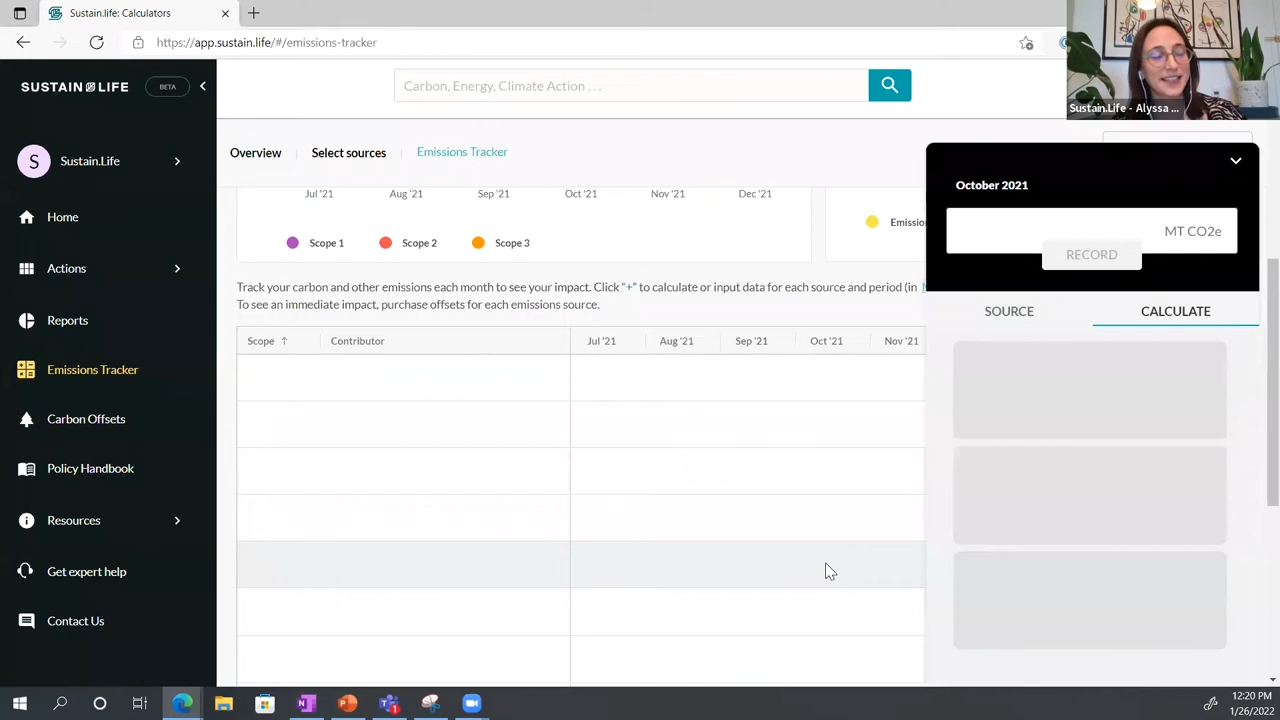 Sustain.life: Calculators
https://app.sustain.life/#/emissions-tracker
SUSTAIN LIFE BETA
Carbon, Energy, Climate Action . . .
Sustain.Life - Alyssa ...
S Sustain.Life
Home
Actions
Reports
Emissions Tracker
Carbon Offsets
Policy Handbook
Resources
Get expert help
Contact Us
Overview Select sources Emissions Tracker
Jul '21 Aug '21 Sep '21 Oct '21 Nov '21 Dec '21
Scope 1 Scope 2 Scope 3
Track your carbon and other emissions each month to see your impact. Click "+" to calculate or input data for each source and period (in
To see an immediate impact, purchase offsets for each emissions source.
Scope Contributor Jul '21 Aug '21 Sep '21 Oct '21 Nov '21
October 2021
MT CO2e
RECORD
SOURCE CALCULATE
12:20 PM
1/26/2022